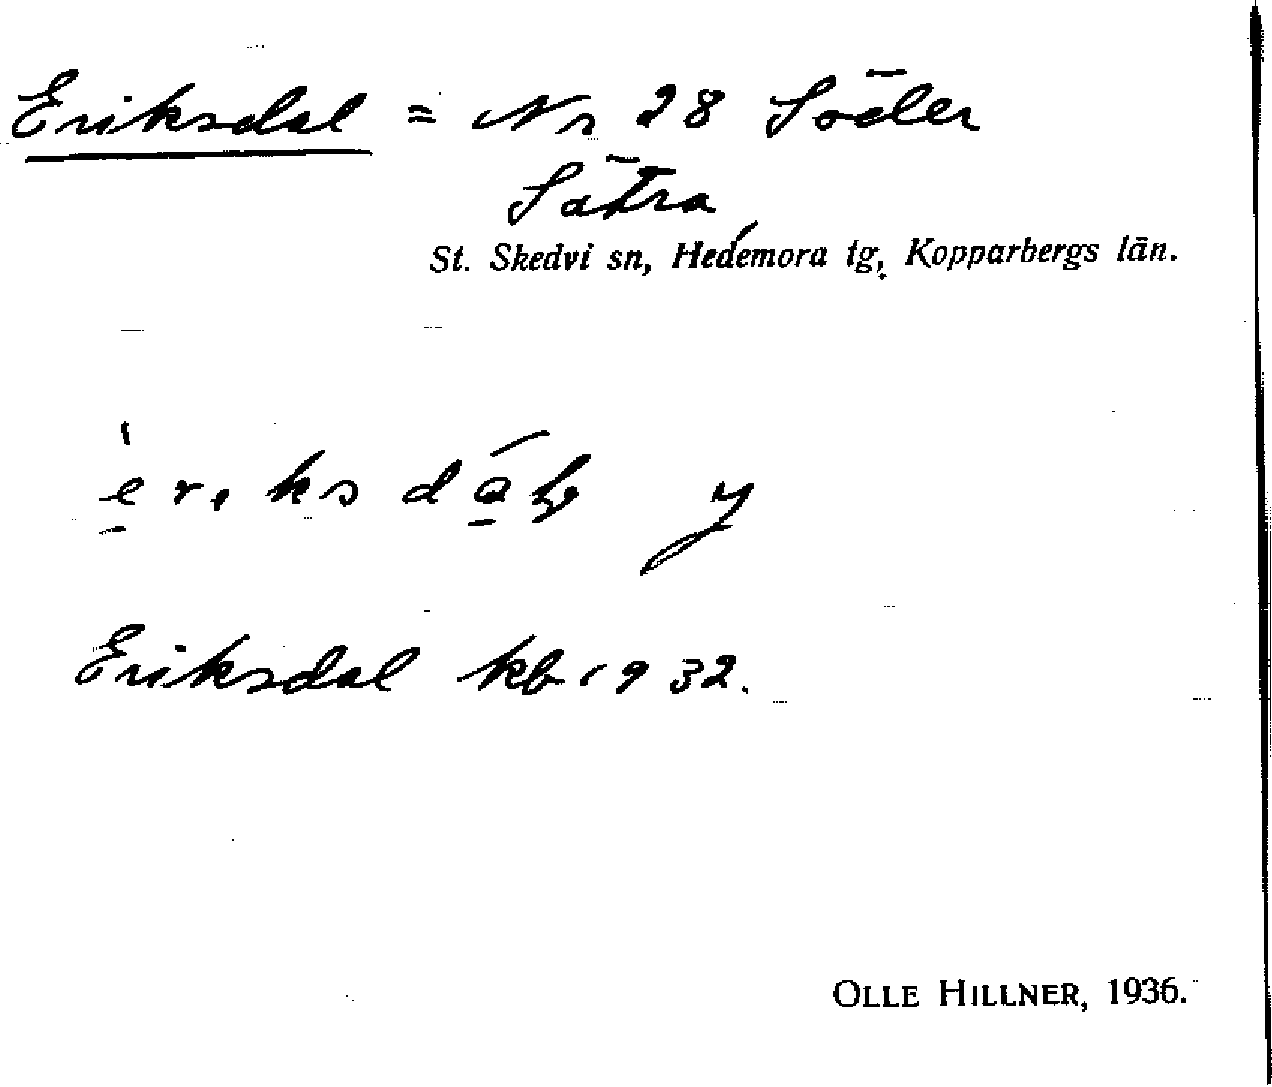 Eriksdal = Nr 28 Söder
Sätra
St. Skedvi sn, Hedemora tg, Kopparbergs län.
Eriksdal kb 1932.
OLLE HILLNER, 1936.